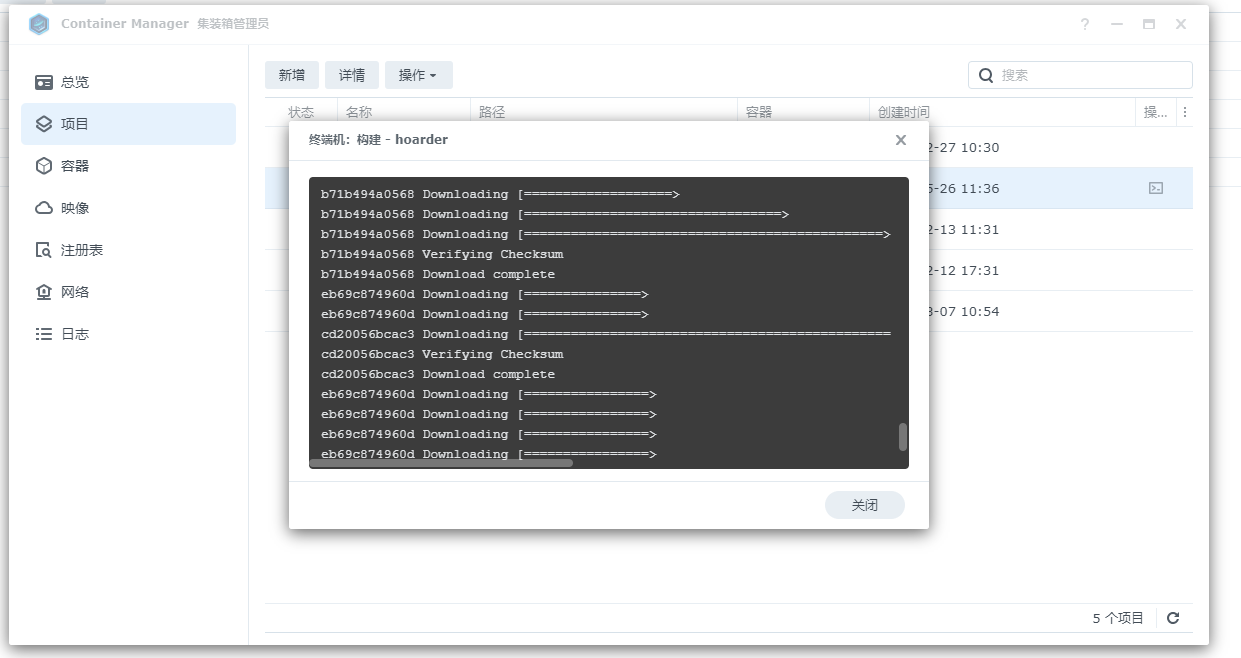 Container Manager 集装箱管理员
新增 详情 操作
搜索
总览
项目
容器
映像
注册表
网络
日志
状态 名称 路径 容器 创建时间 操...
2-27 10:30
5-26 11:36
2-13 11:31
2-12 17:31
3-07 10:54
终端机：构建 - hoarder
b71b494a0568 Downloading [===================>
b71b494a0568 Downloading [=================================>
b71b494a0568 Downloading [==============================================>
b71b494a0568 Verifying Checksum
b71b494a0568 Download complete
eb69c874960d Downloading [===============>
eb69c874960d Downloading [===============>
cd20056bcac3 Downloading [===============================================
cd20056bcac3 Verifying Checksum
cd20056bcac3 Download complete
eb69c874960d Downloading [================>
eb69c874960d Downloading [================>
eb69c874960d Downloading [================>
eb69c874960d Downloading [================>
关闭
5 个项目